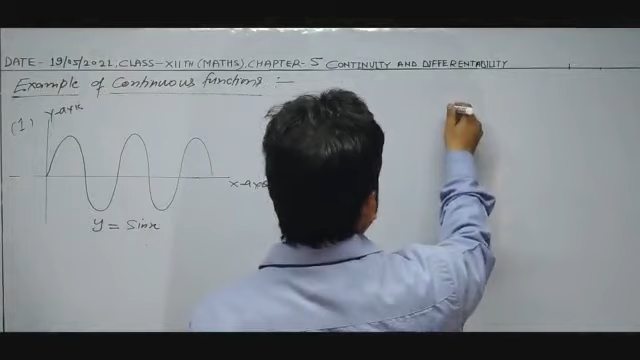 DATE- 19/05/2021, CLASS-XIITH (MATHS), CHAPTER- 5 CONTINUITY AND DIFFERENTABILITY
Example of Continuous functions :-
(1) y-axis
x-axis
y = Sinx